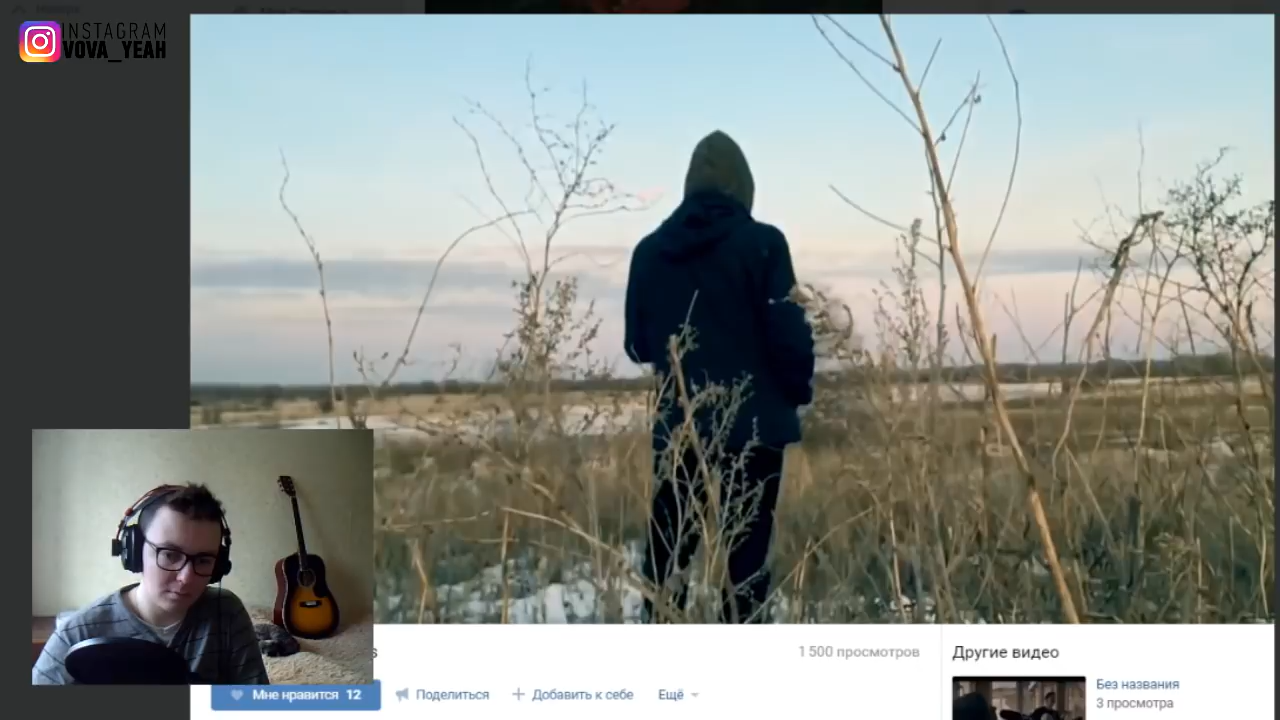 INSTAGRAM
VOVA_YEAH
1 500 просмотров
Другие видео
Мне нравится 12
Поделиться
Добавить к себе
Ещё
Без названия
3 просмотра